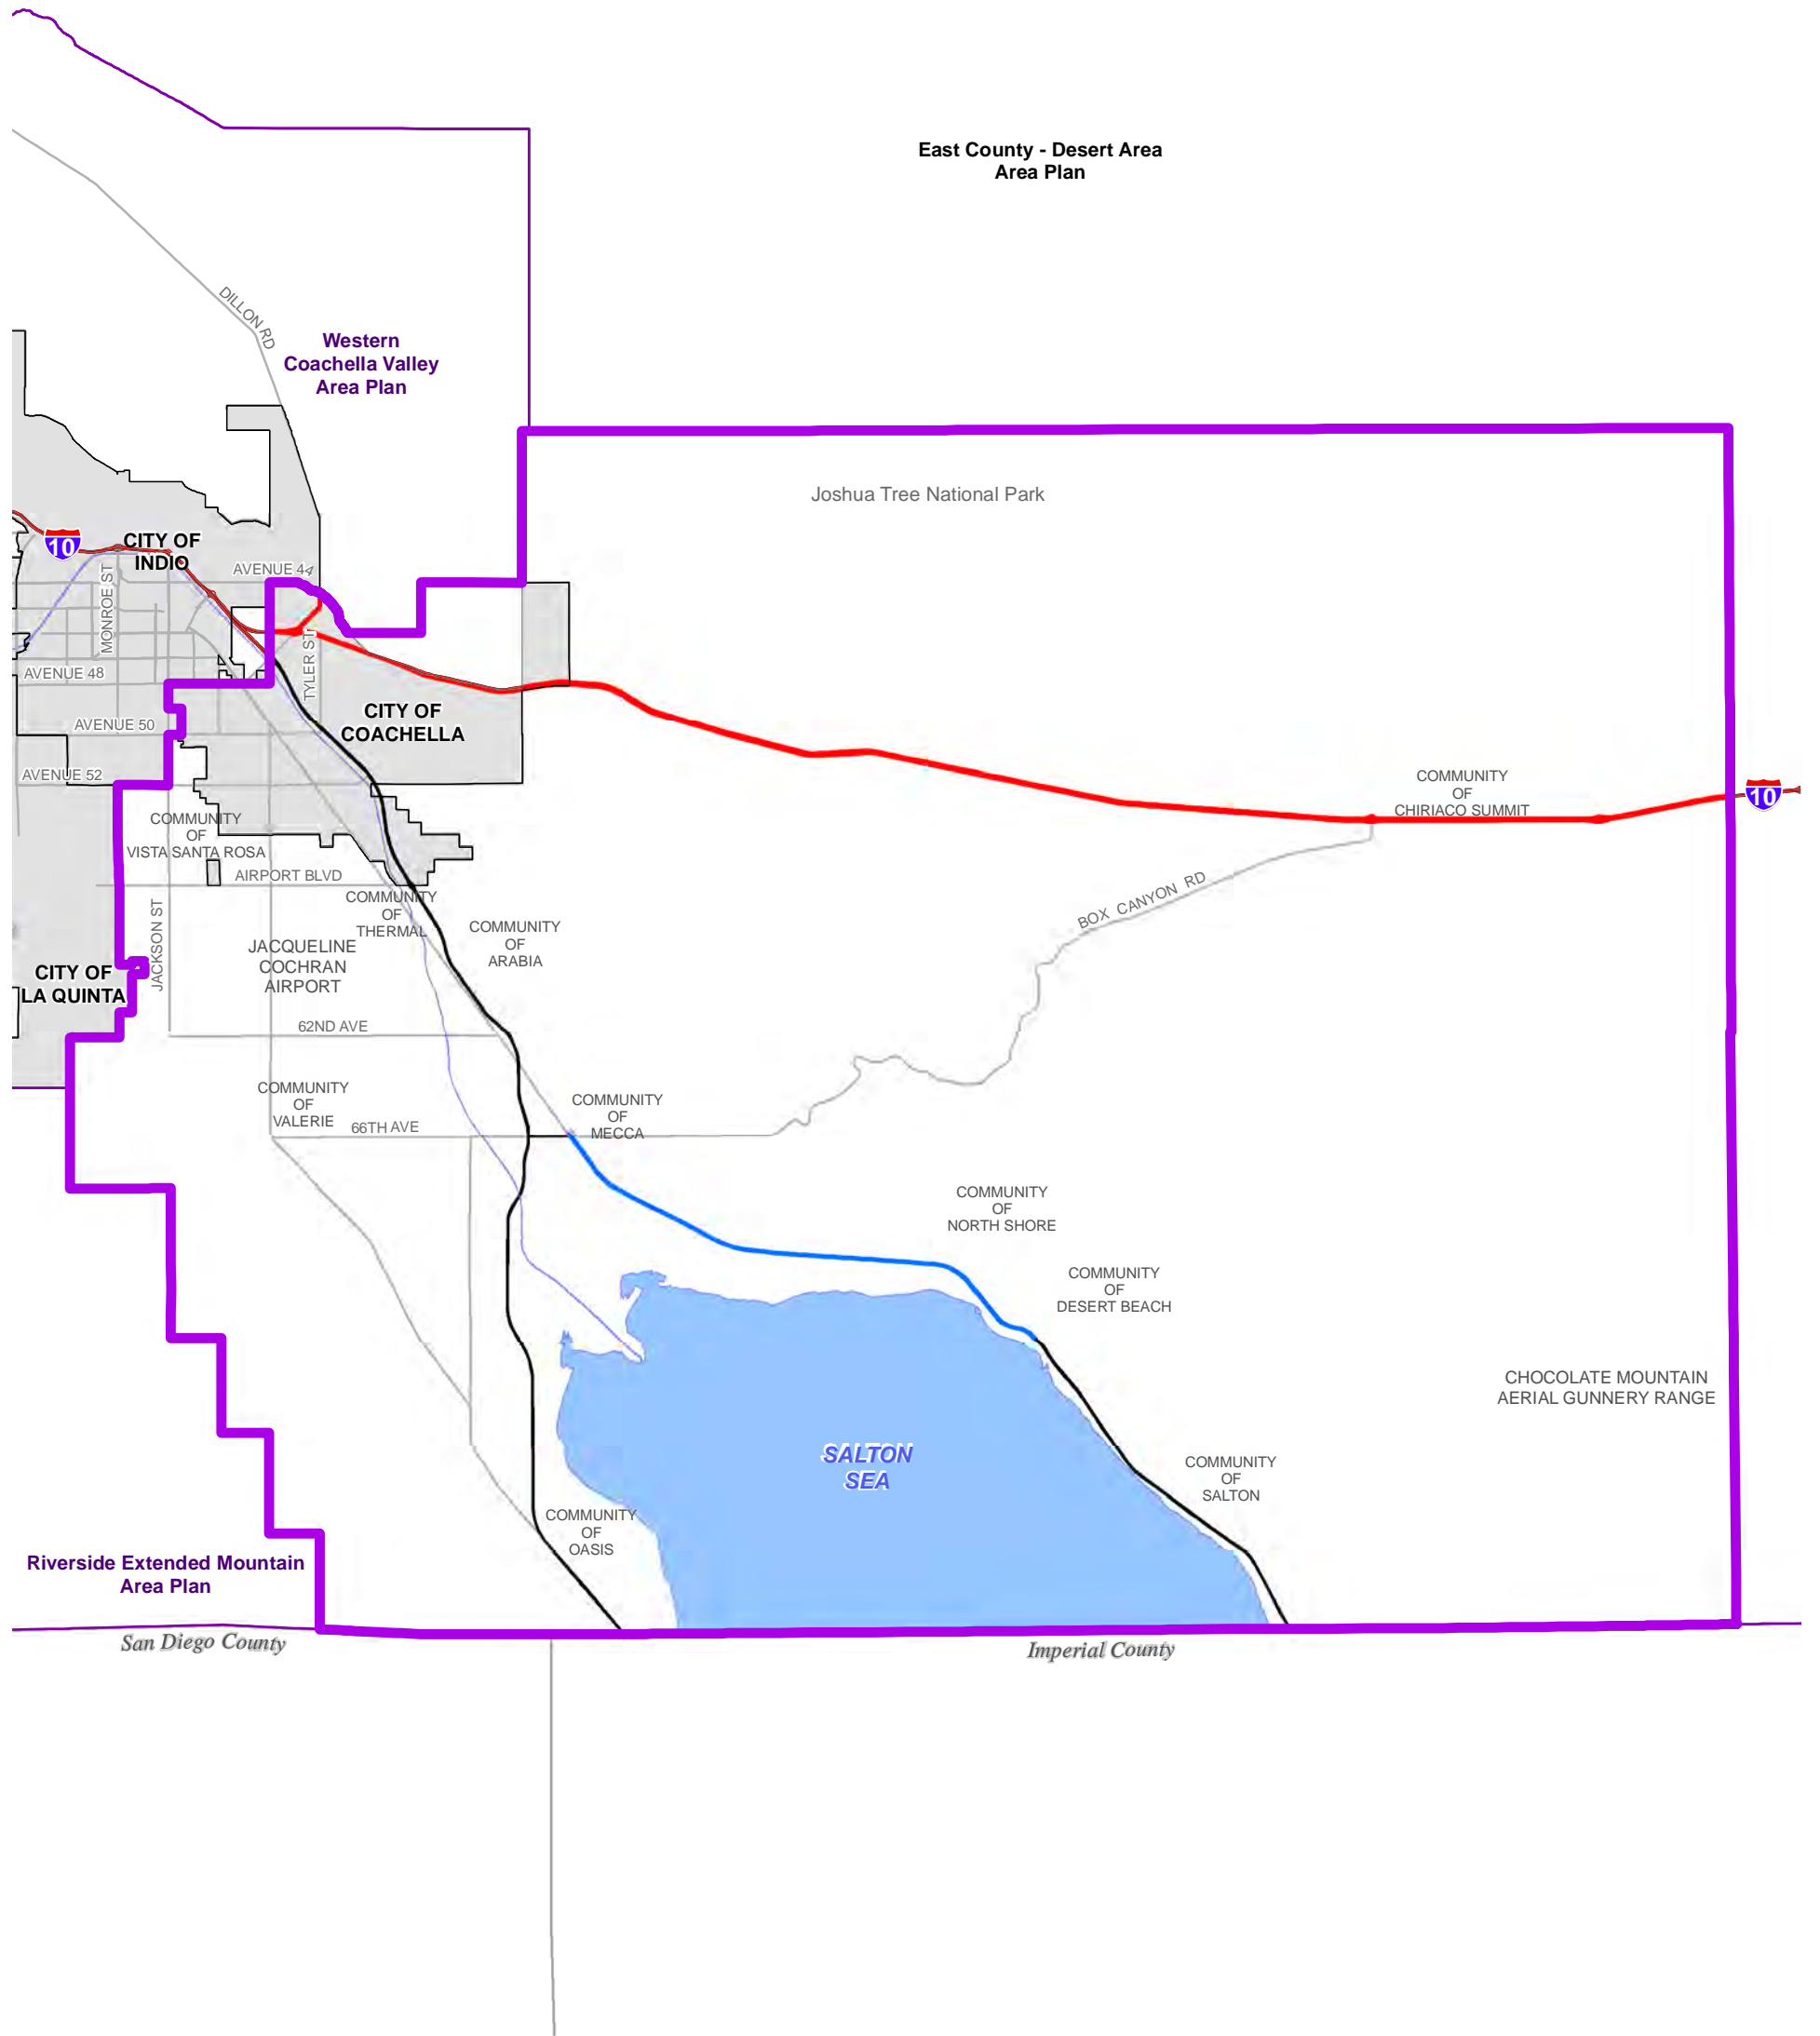 East County - Desert Area
Area Plan
DILLON RD
Western
Coachella Valley
Area Plan
Joshua Tree National Park
10
CITY OF
INDIO
AVENUE 44
MONROE ST
TYLER ST
AVENUE 48
CITY OF
COACHELLA
AVENUE 50
AVENUE 52
COMMUNITY
OF
CHIRIACO SUMMIT
10
COMMUNITY
OF
VISTA SANTA ROSA
AIRPORT BLVD
BOX CANYON RD
COMMUNITY
OF
THERMAL
COMMUNITY
OF
ARABIA
JACKSON ST
JACQUELINE
COCHRAN
AIRPORT
CITY OF
LA QUINTA
62ND AVE
COMMUNITY
OF
VALERIE
COMMUNITY
OF
MECCA
66TH AVE
COMMUNITY
OF
NORTH SHORE
COMMUNITY
OF
DESERT BEACH
CHOCOLATE MOUNTAIN
AERIAL GUNNERY RANGE
SALTON
SEA
COMMUNITY
OF
SALTON
COMMUNITY
OF
OASIS
Riverside Extended Mountain
Area Plan
San Diego County
Imperial County